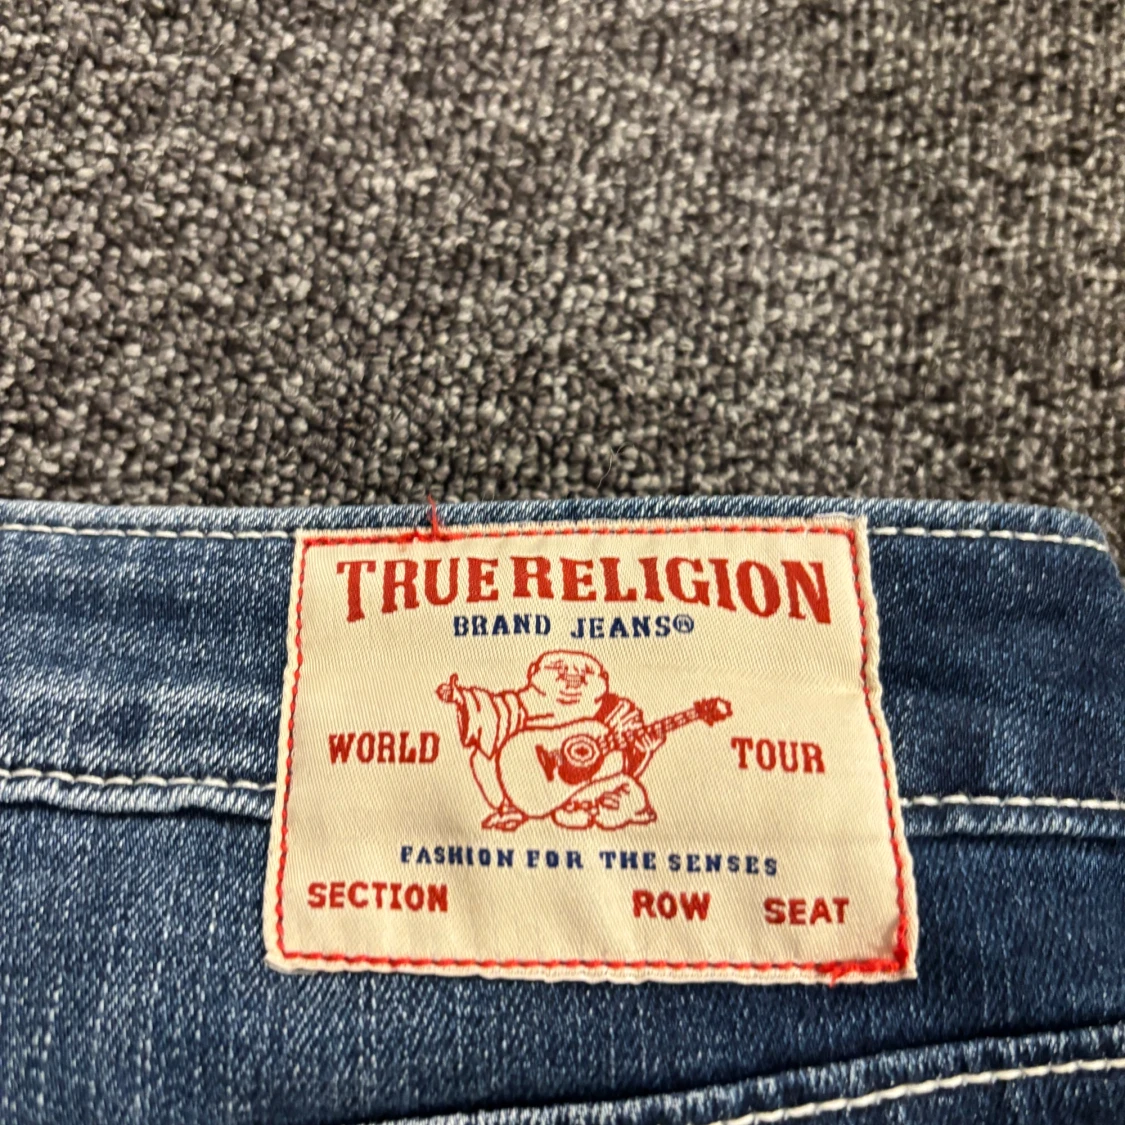 TRUE RELIGION
BRAND JEANS®
WORLD TOUR
FASHION FOR THE SENSES
SECTION ROW SEAT